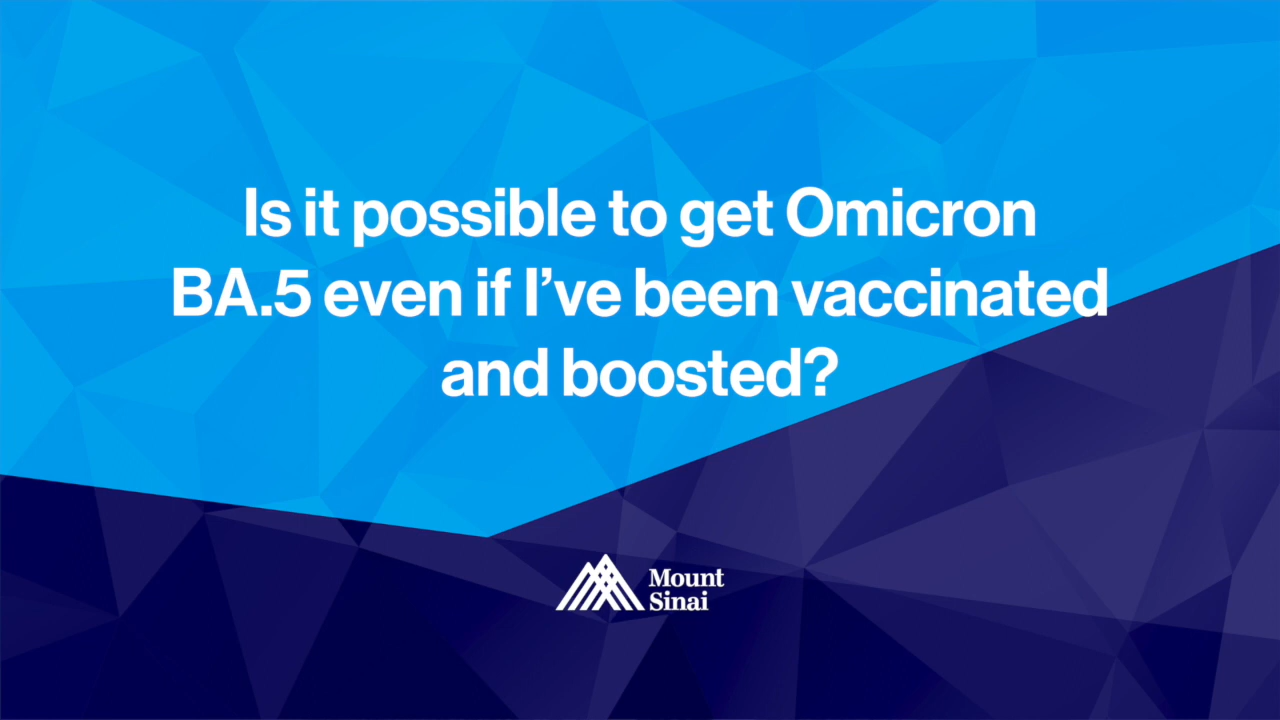 Is it possible to get Omicron
BA.5 even if I’ve been vaccinated
and boosted?
Mount
Sinai